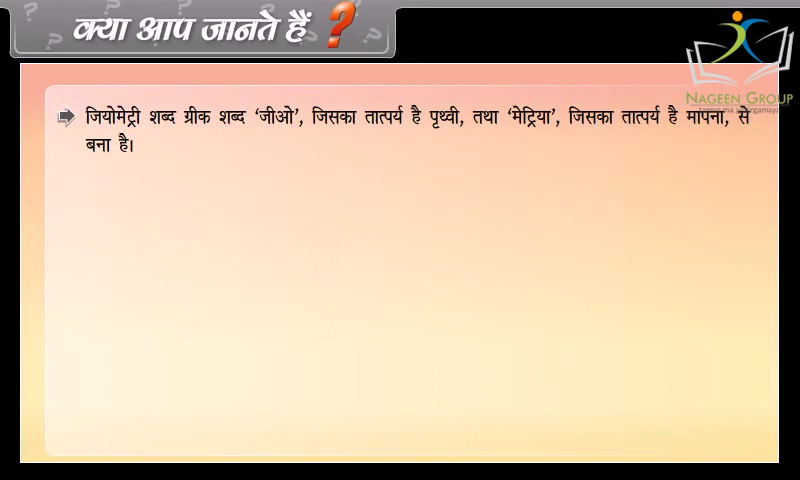 क्या आप जानते हैं ?
NAGEEN GROUP
जियोमेट्री शब्द ग्रीक शब्द ‘जीओ’, जिसका तात्पर्य है पृथ्वी, तथा ‘मेट्रिया’, जिसका तात्पर्य है मापना, से
बना है।